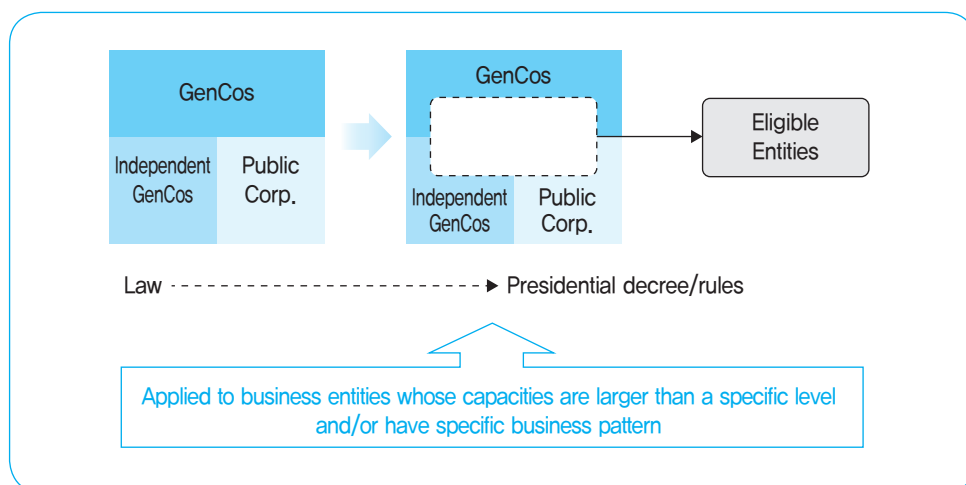 GenCos
Independent
GenCos
Public
Corp.
GenCos
Independent
GenCos
Public
Corp.
Eligible
Entities
Law
Presidential decree/rules
Applied to business entities whose capacities are larger than a specific level
and/or have specific business pattern